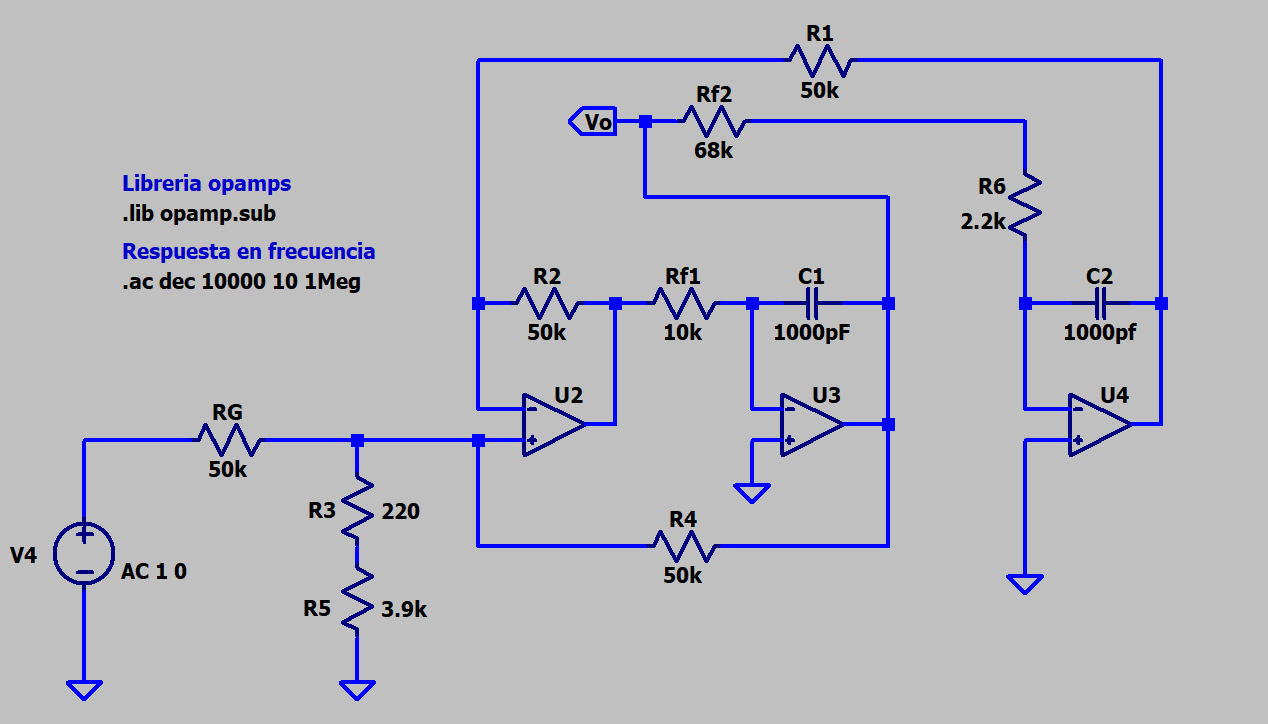 R1
50k
Rf2
Vo
68k
Libreria opamps
.lib opamp.sub
Respuesta en frecuencia
.ac dec 10000 10 1Meg
R6
2.2k
R2
50k
Rf1
10k
C1
1000pF
C2
1000pf
U2
U3
U4
RG
50k
R3
220
R4
50k
V4
AC 1 0
R5
3.9k